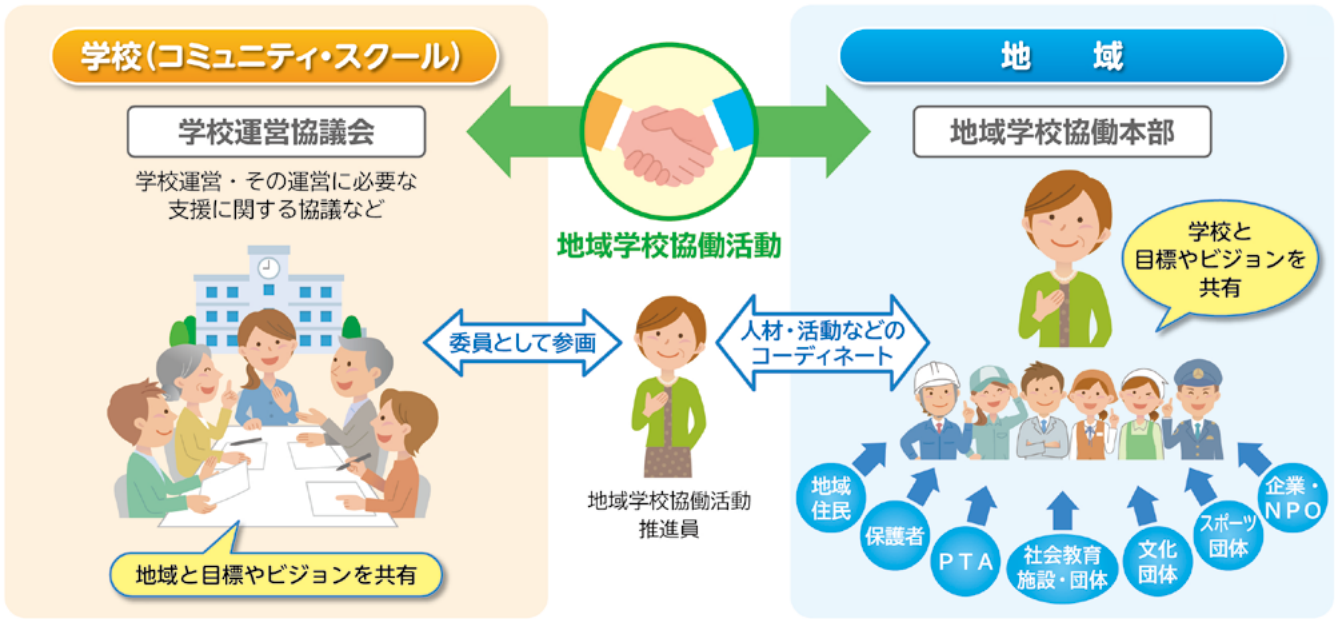 学校（コミュニティ・スクール）
学校運営協議会
学校運営・その運営に必要な
支援に関する協議など
地域と目標やビジョンを共有
地域学校協働活動
委員として参画
人材・活動などの
コーディネート
地域学校協働活動
推進員
地　域
地域学校協働本部
学校と
目標やビジョンを
共有
地域
住民
保護者
ＰＴＡ
社会教育
施設・団体
文化
団体
スポーツ
団体
企業・
ＮＰＯ